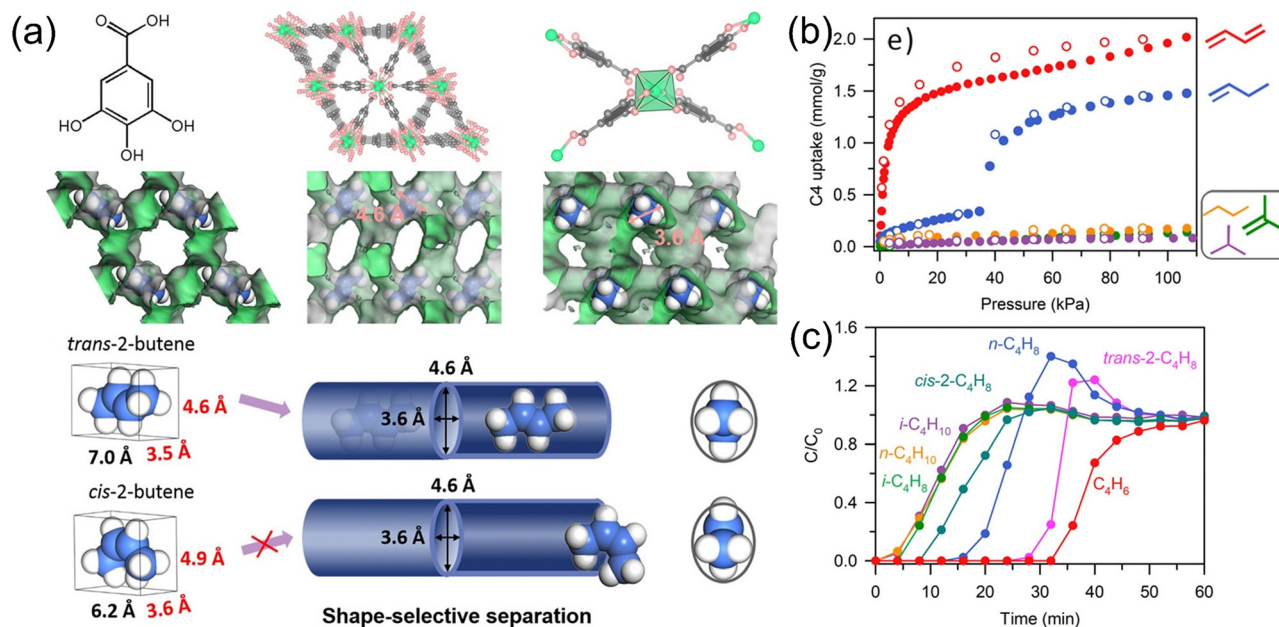 (a)
O
OH
HO
OH
OH
4.6 Å
3.6 Å
trans-2-butene
4.6 Å
7.0 Å
3.5 Å
4.6 Å
3.6 Å
cis-2-butene
4.9 Å
6.2 Å
3.6 Å
4.6 Å
3.6 Å
Shape-selective separation
(b)
e)
C4 uptake (mmol/g)
2.0
1.5
1.0
0.5
0.0
0 20 40 60 80 100
Pressure (kPa)
(c)
C/C₀
1.6
1.2
0.8
0.4
0.0
n-C₄H₈
trans-2-C₄H₈
cis-2-C₄H₈
i-C₄H₁₀
n-C₄H₁₀
i-C₄H₈
C₄H₆
0 10 20 30 40 50 60
Time (min)